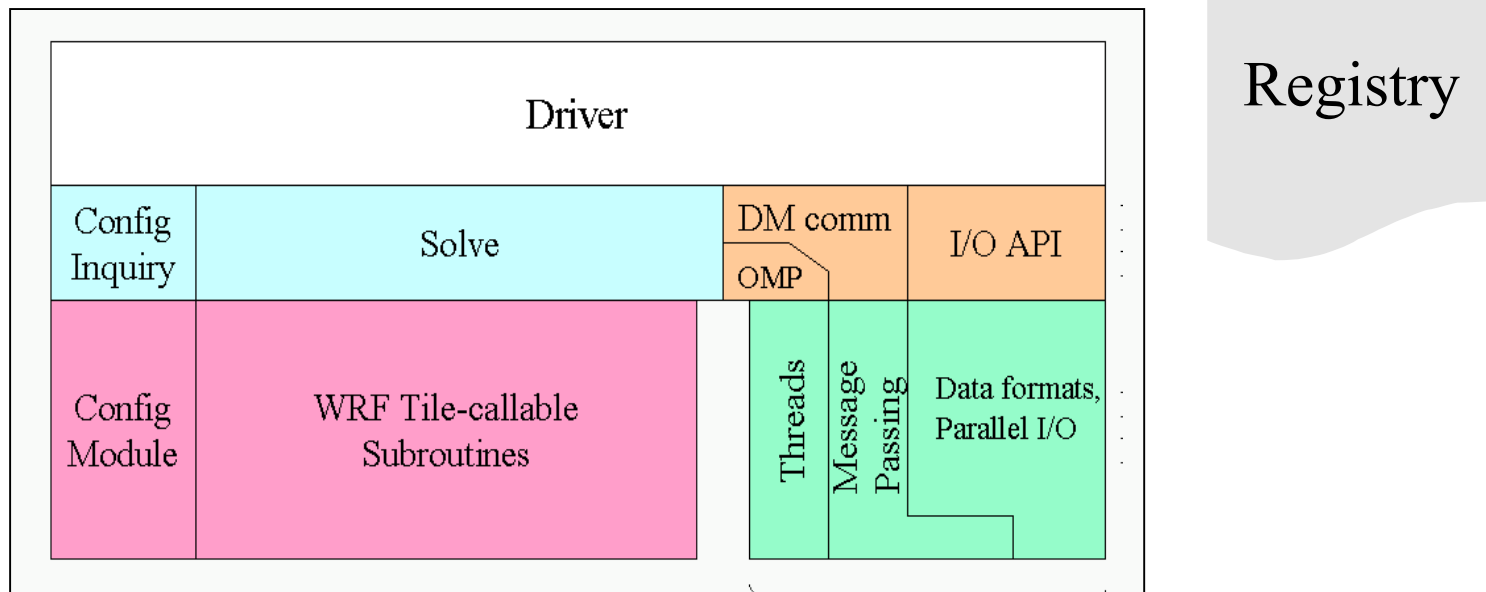 Driver
Registry
Config
Inquiry
Solve
DM comm
OMP
I/O API
Config
Module
WRF Tile-callable
Subroutines
Threads
Message
Passing
Data formats,
Parallel I/O